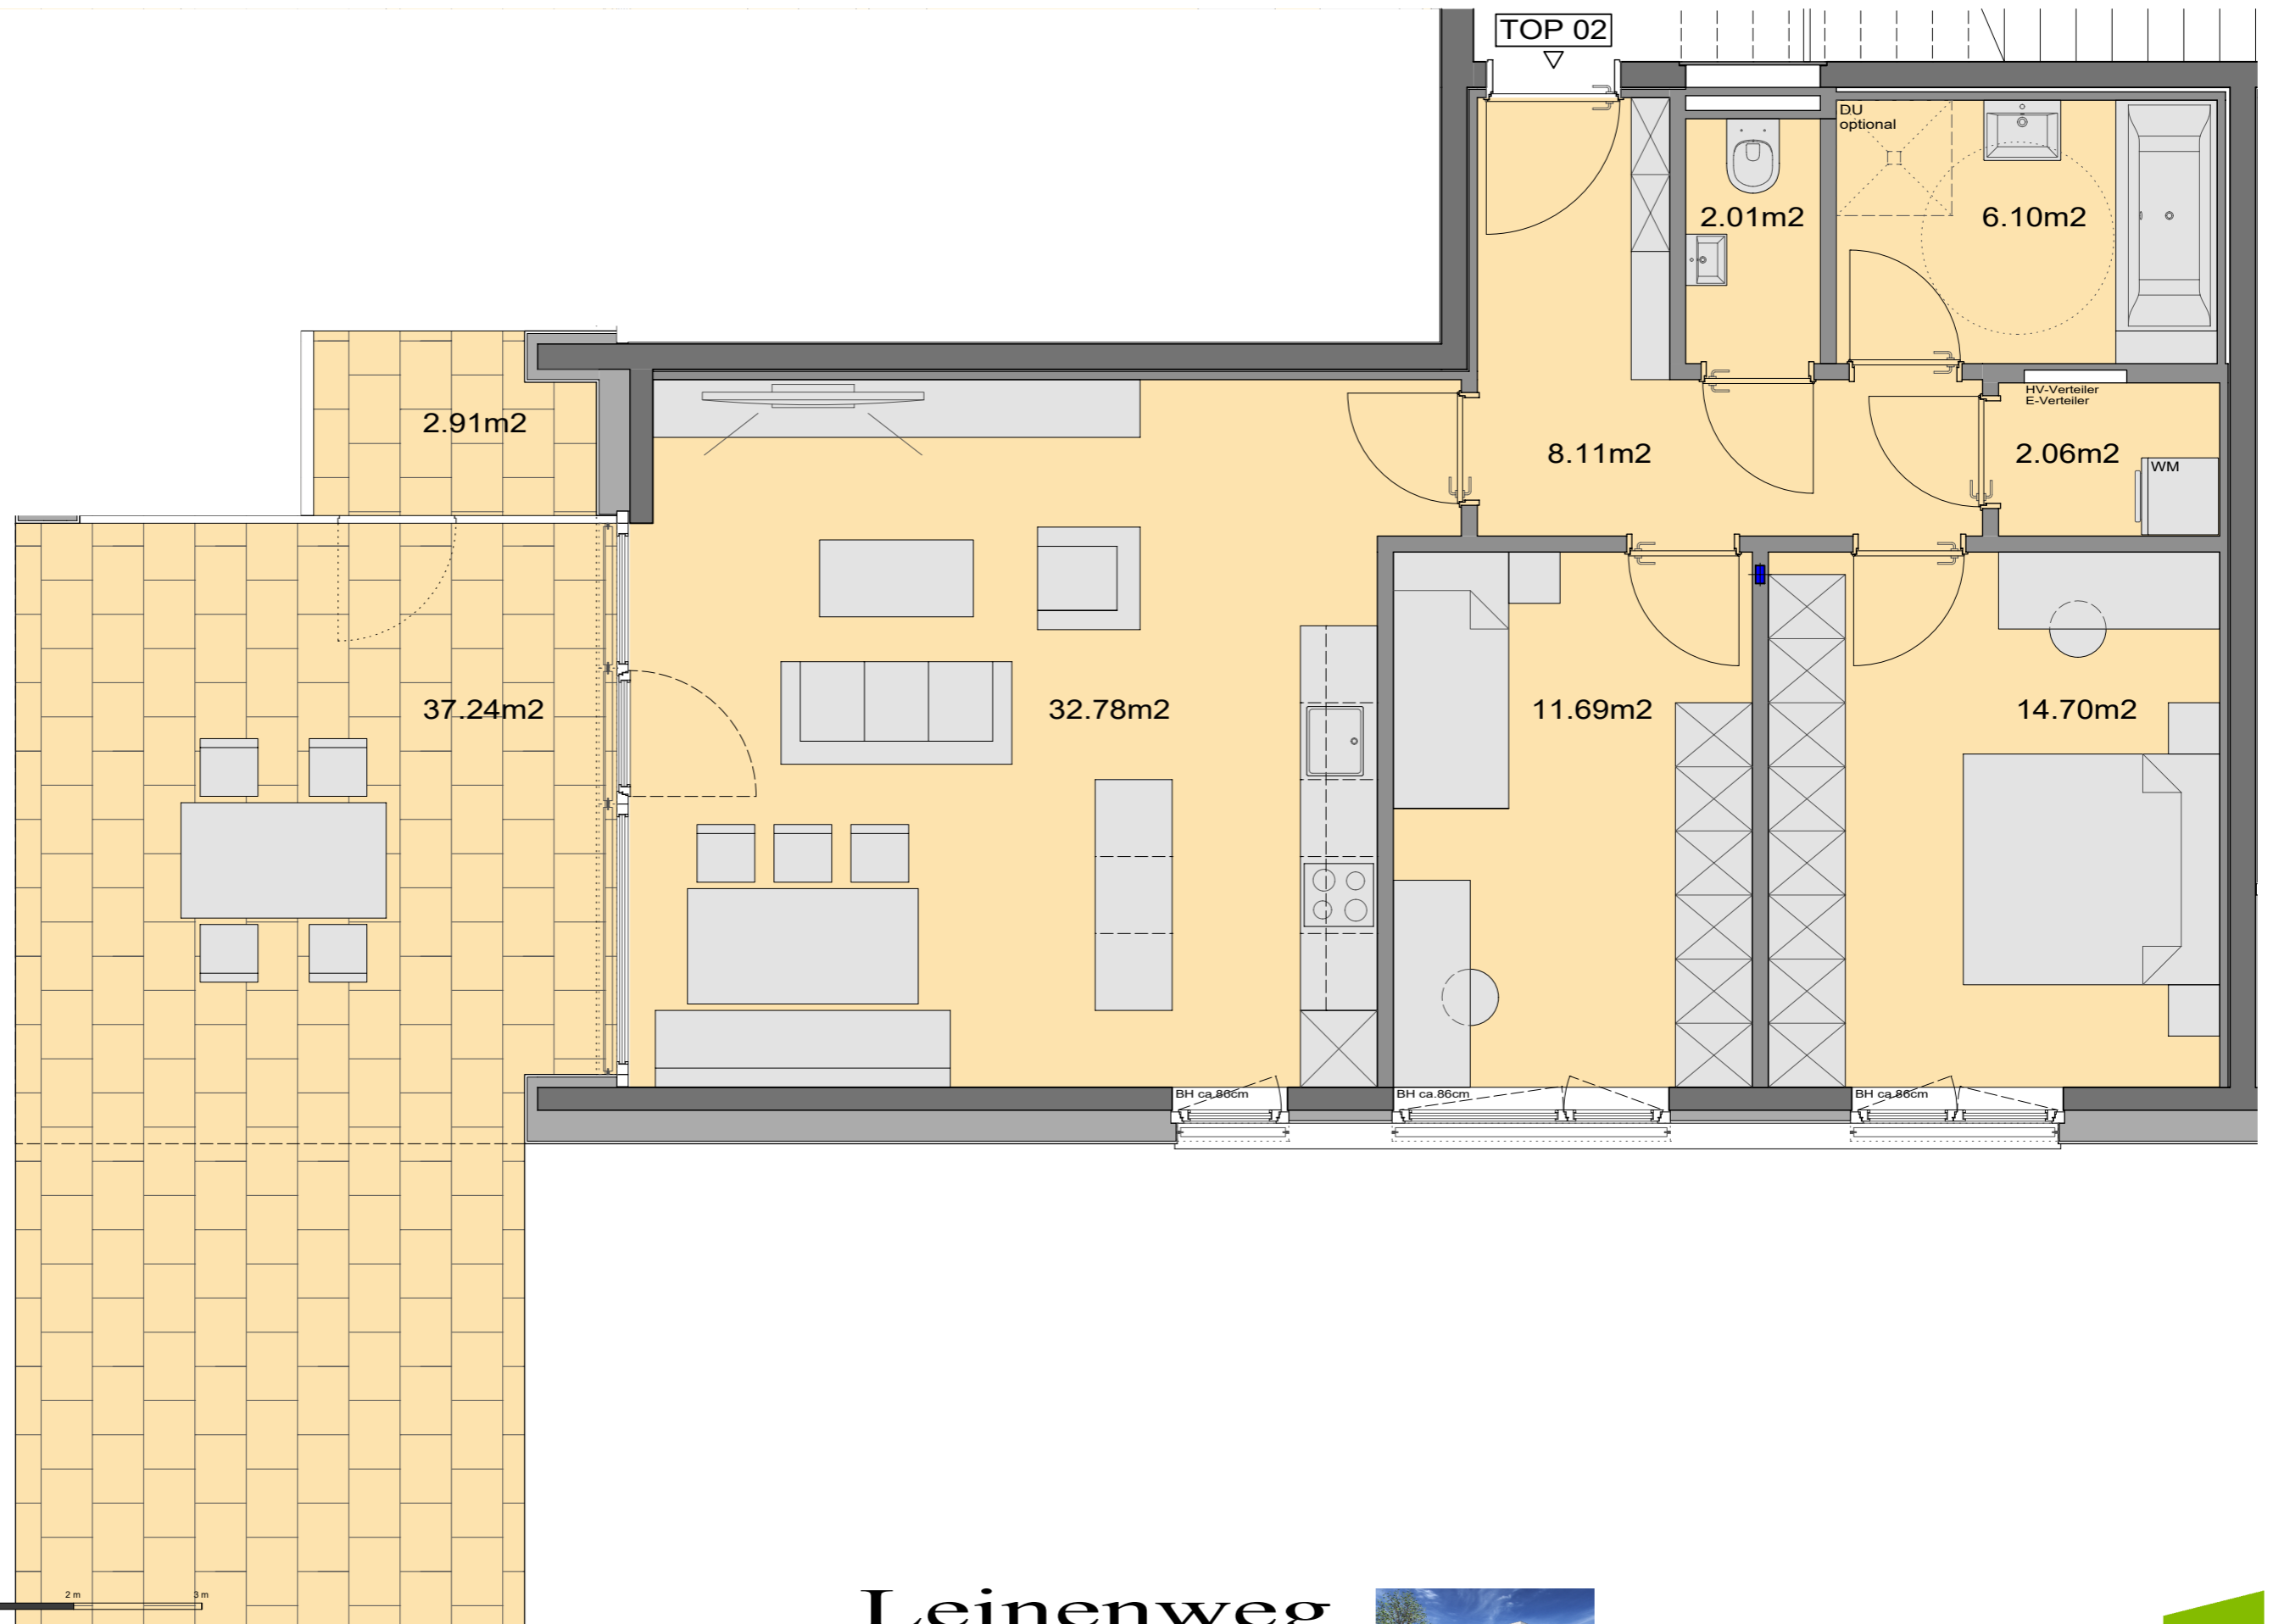 TOP 02
DU
optional
2.01m2
6.10m2
HV-Verteiler
E-Verteiler
2.91m2
8.11m2
2.06m2
WM
37.24m2
32.78m2
11.69m2
14.70m2
BH ca.86cm
BH ca.86cm
BH ca.86cm
2 m
3 m
Leinenweg